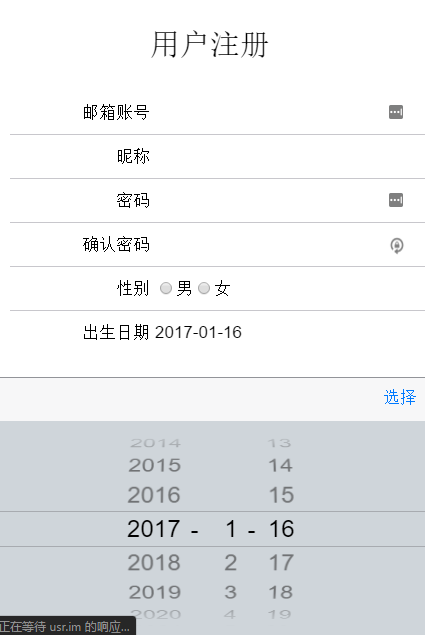 用户注册
邮箱账号
昵称
密码
确认密码
性别 男 女
出生日期 2017-01-16
选择
2014 13
2015 14
2016 15
2017 - 1 - 16
2018 2 17
2019 3 18
2020 4 19
正在等待 usr.im 的响应...